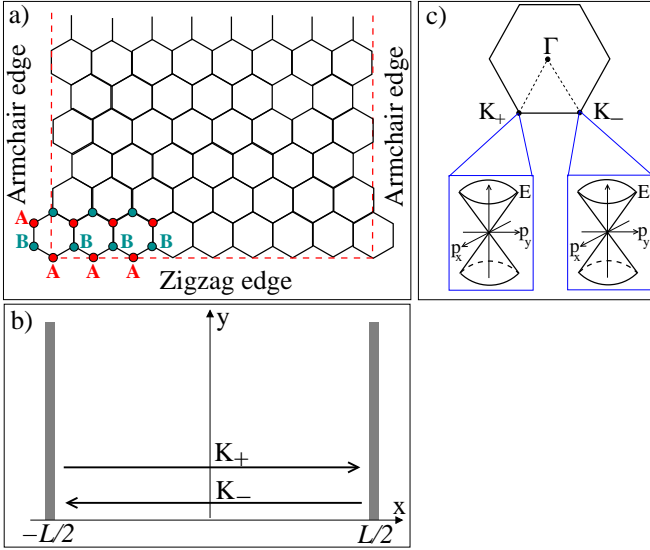 a)
Armchair edge
Armchair edge
A
B
B
B
B
A
A
A
Zigzag edge
b)
y
K+
K−
x
−L/2
L/2
c)
Γ
K+
K−
E
px
py
E
px
py